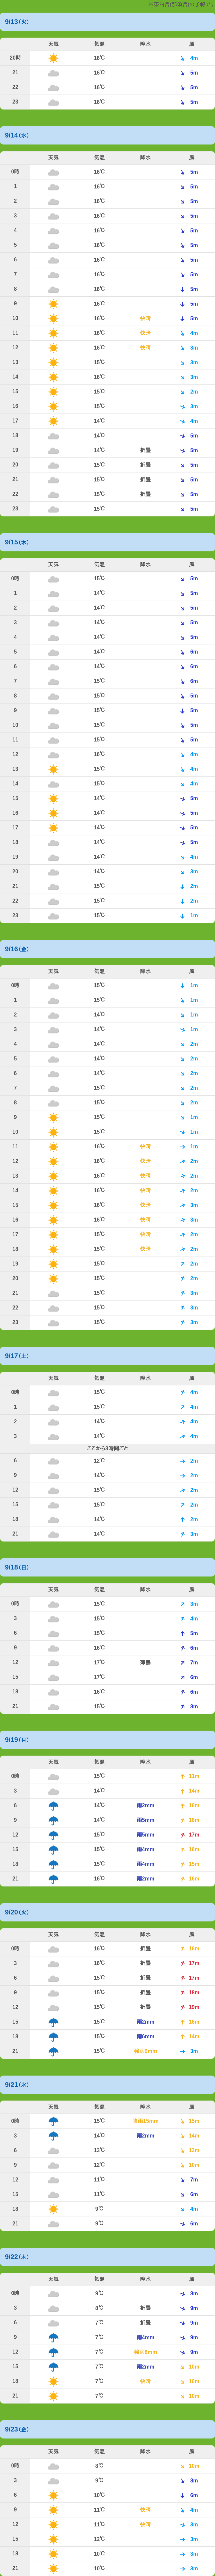 9/13(火)
天気 気温 降水 風
20時 16℃ 4m
21 16℃ 5m
22 16℃ 5m
23 16℃ 5m
9/14(水)
天気 気温 降水 風
0時 16℃ 5m
1 16℃ 5m
2 16℃ 5m
3 16℃ 5m
4 16℃ 5m
5 16℃ 5m
6 16℃ 5m
7 16℃ 5m
8 16℃ 5m
9 16℃ 5m
10 16℃ 快晴 5m
11 16℃ 快晴 4m
12 16℃ 快晴 3m
13 15℃ 3m
14 16℃ 3m
15 15℃ 2m
16 15℃ 3m
17 14℃ 4m
18 14℃ 5m
19 14℃ 折曇 5m
20 15℃ 折曇 5m
21 15℃ 折曇 5m
22 15℃ 折曇 5m
23 15℃ 5m
9/15(木)
天気 気温 降水 風
0時 15℃ 5m
1 14℃ 5m
2 14℃ 5m
3 14℃ 5m
4 14℃ 5m
5 14℃ 6m
6 14℃ 6m
7 15℃ 6m
8 15℃ 5m
9 15℃ 5m
10 15℃ 5m
11 15℃ 5m
12 16℃ 4m
13 15℃ 4m
14 15℃ 4m
15 14℃ 5m
16 14℃ 5m
17 14℃ 5m
18 14℃ 5m
19 14℃ 4m
20 14℃ 3m
21 15℃ 2m
22 15℃ 2m
23 15℃ 1m
9/16(金)
天気 気温 降水 風
0時 15℃ 1m
1 15℃ 1m
2 14℃ 1m
3 14℃ 1m
4 14℃ 2m
5 14℃ 2m
6 14℃ 2m
7 15℃ 2m
8 15℃ 2m
9 15℃ 1m
10 15℃ 1m
11 16℃ 快晴 1m
12 16℃ 快晴 2m
13 16℃ 快晴 2m
14 16℃ 快晴 2m
15 16℃ 快晴 3m
16 16℃ 快晴 3m
17 15℃ 快晴 2m
18 15℃ 快晴 2m
19 15℃ 2m
20 15℃ 2m
21 15℃ 3m
22 15℃ 3m
23 15℃ 3m
9/17(土)
天気 気温 降水 風
0時 15℃ 4m
1 15℃ 4m
2 14℃ 4m
3 14℃ 4m
ここから3時間ごと
6 12℃ 2m
9 14℃ 2m
12 15℃ 2m
15 15℃ 2m
18 14℃ 2m
21 14℃ 3m
9/18(日)
天気 気温 降水 風
0時 15℃ 3m
3 15℃ 4m
6 15℃ 5m
9 16℃ 6m
12 17℃ 薄曇 7m
15 17℃ 6m
18 16℃ 6m
21 15℃ 8m
9/19(月)
天気 気温 降水 風
0時 15℃ 11m
3 14℃ 14m
6 14℃ 雨2mm 16m
9 14℃ 雨5mm 15m
12 15℃ 雨5mm 17m
15 15℃ 雨4mm 16m
18 15℃ 雨4mm 15m
21 16℃ 雨2mm 16m
9/20(火)
天気 気温 降水 風
0時 16℃ 折曇 16m
3 16℃ 折曇 17m
6 15℃ 折曇 17m
9 15℃ 折曇 18m
12 15℃ 折曇 19m
15 15℃ 雨2mm 16m
18 15℃ 雨6mm 14m
21 15℃ 強雨8mm 3m
9/21(水)
天気 気温 降水 風
0時 15℃ 強雨10mm 15m
3 14℃ 雨2mm 14m
6 13℃ 13m
9 12℃ 10m
12 11℃ 7m
15 11℃ 6m
18 9℃ 4m
21 9℃ 6m
9/22(木)
天気 気温 降水 風
0時 9℃ 8m
3 8℃ 折曇 9m
6 7℃ 折曇 9m
9 7℃ 雨4mm 9m
12 7℃ 強雨8mm 9m
15 7℃ 雨2mm 10m
18 7℃ 快晴 10m
21 7℃ 10m
9/23(金)
天気 気温 降水 風
0時 8℃ 10m
3 9℃ 8m
6 10℃ 6m
9 11℃ 快晴 4m
12 11℃ 快晴 3m
15 12℃ 3m
18 10℃ 3m
21 10℃ 3m